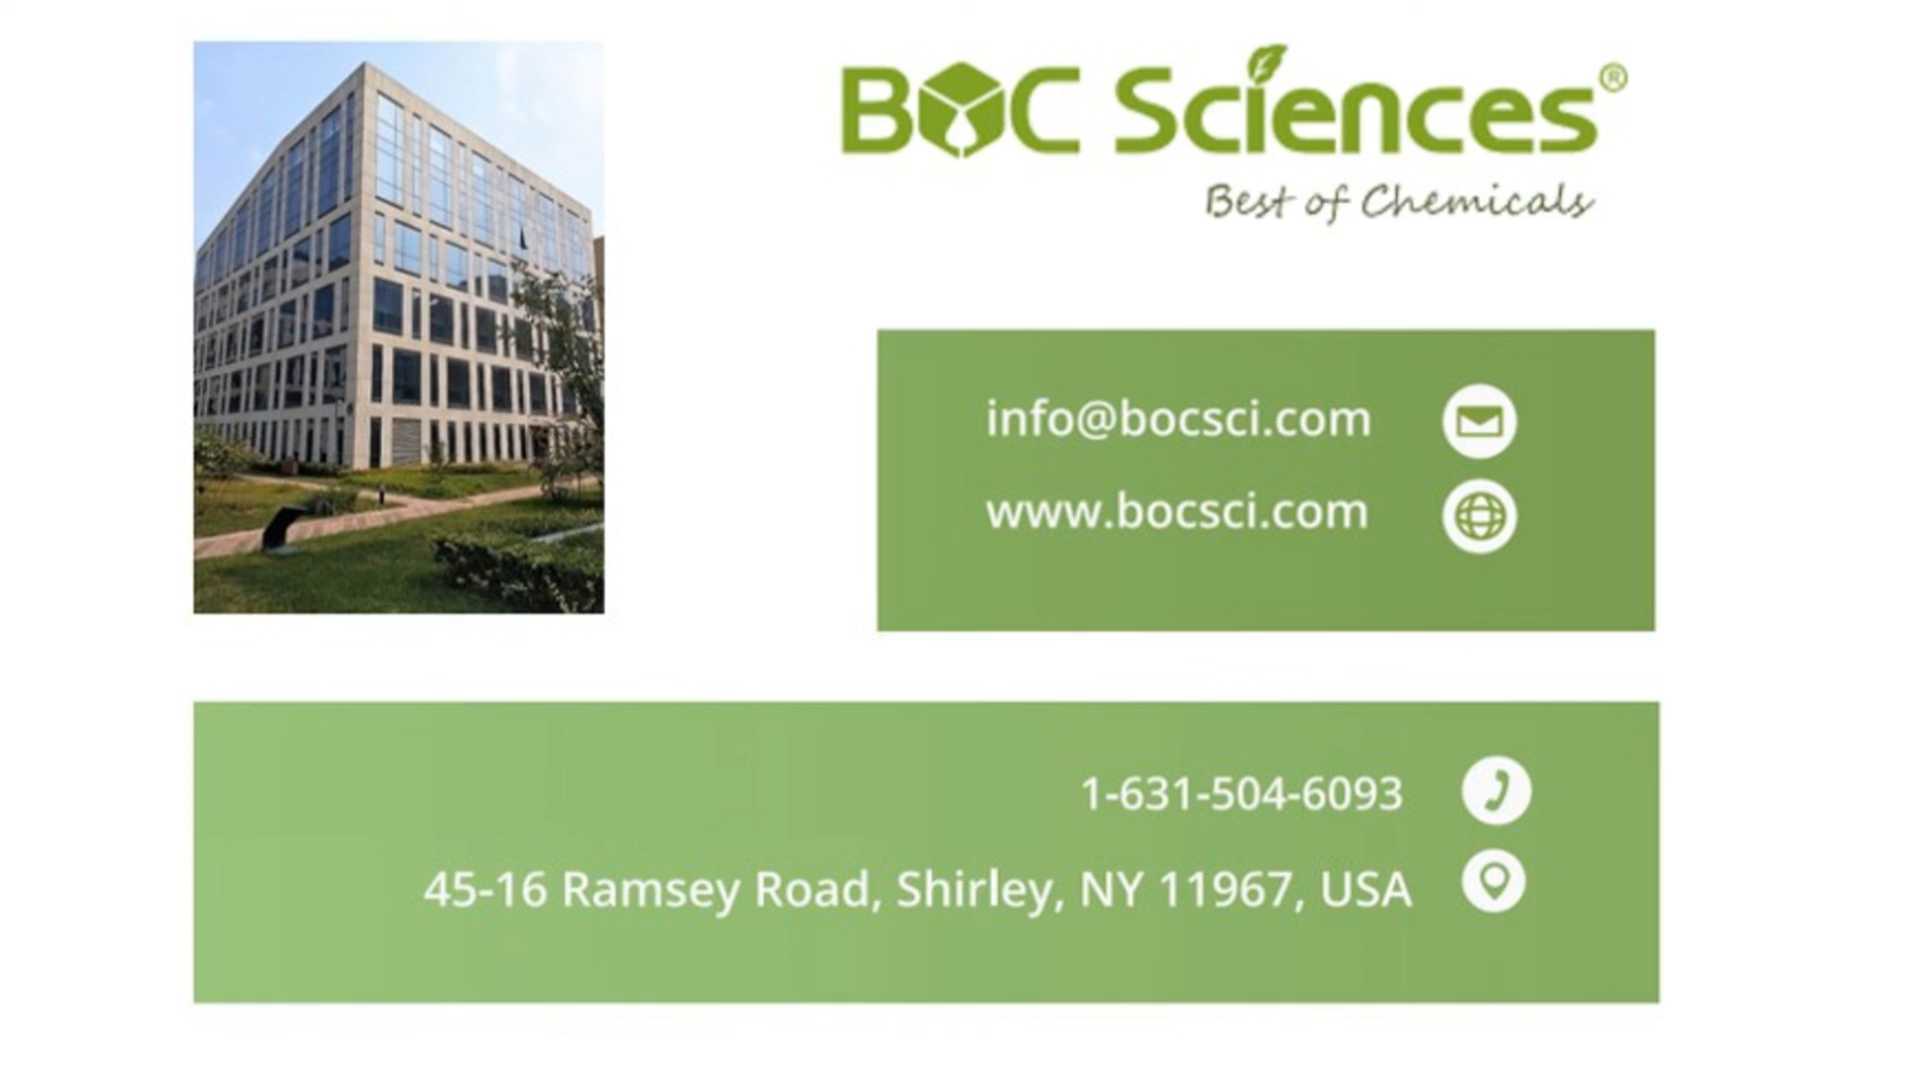 BOC Sciences®
Best of Chemicals
info@bocsci.com
www.bocsci.com
1-631-504-6093
45-16 Ramsey Road, Shirley, NY 11967, USA